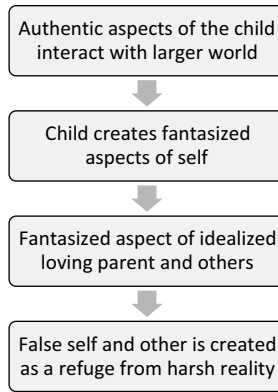 Authentic aspects of the child
interact with larger world
Child creates fantasized
aspects of self
Fantasized aspect of idealized
loving parent and others
False self and other is created
as a refuge from harsh reality